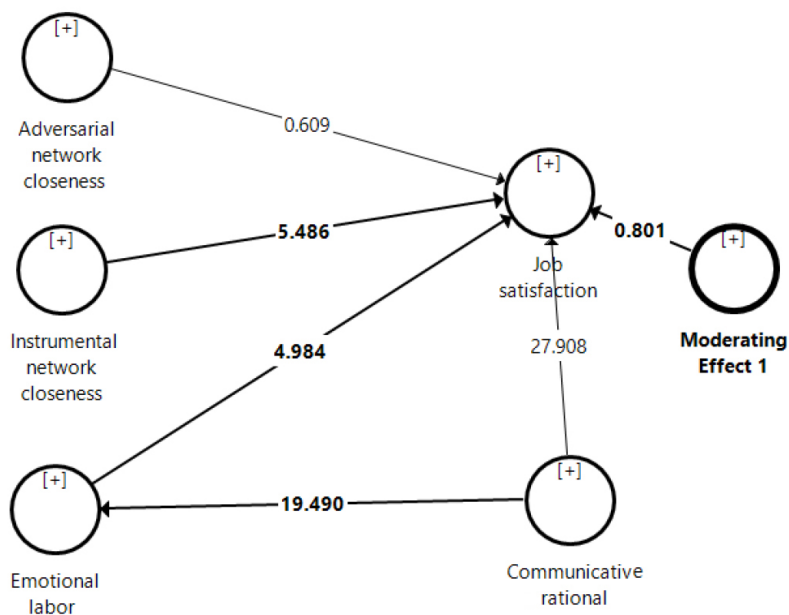 [+]
Adversarial
network
closeness
0.609
[+]
[+]
Instrumental
network
closeness
5.486
Job
satisfaction
0.801
[+]
Moderating
Effect 1
4.984
27.908
[+]
Emotional
labor
19.490
[+]
Communicative
rational